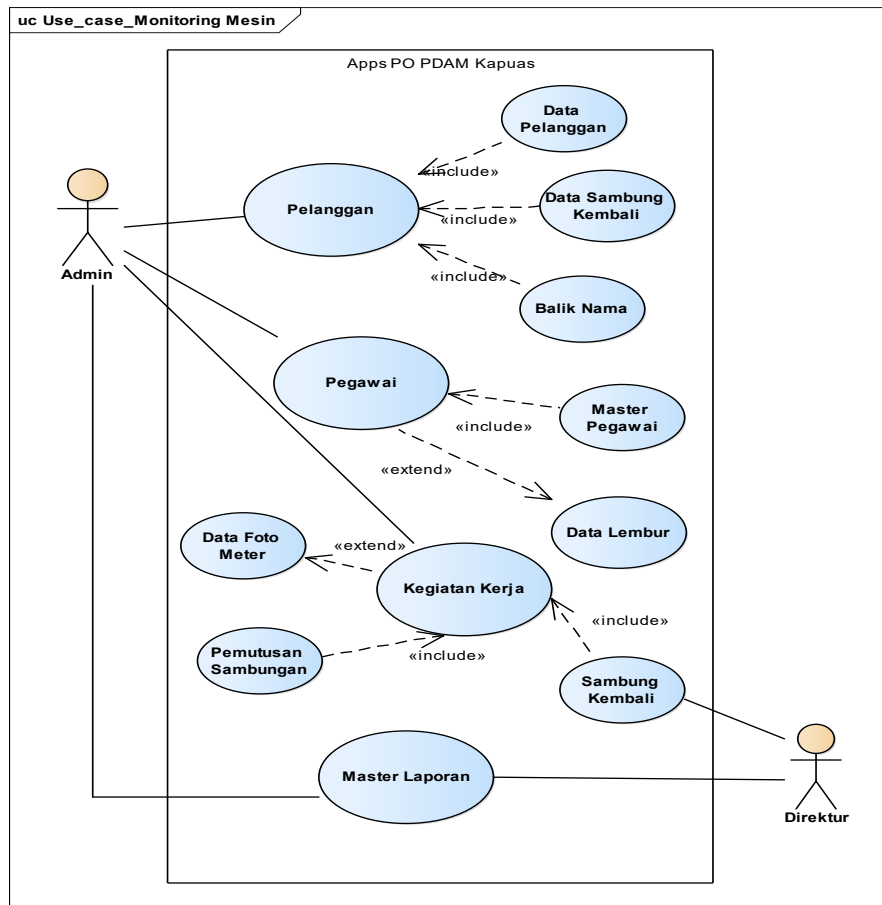 uc Use_case_Monitoring Mesin
Apps PO PDAM Kapuas
Data
Pelanggan
«include»
Pelanggan
Data Sambung
Kembali
«include»
Admin
«include»
Balik Nama
Pegawai
Master
Pegawai
«include»
«extend»
Data Foto
Meter
«extend»
Data Lembur
Kegiatan Kerja
«include»
Pemutusan
Sambungan
«include»
Sambung
Kembali
Master Laporan
Direktur